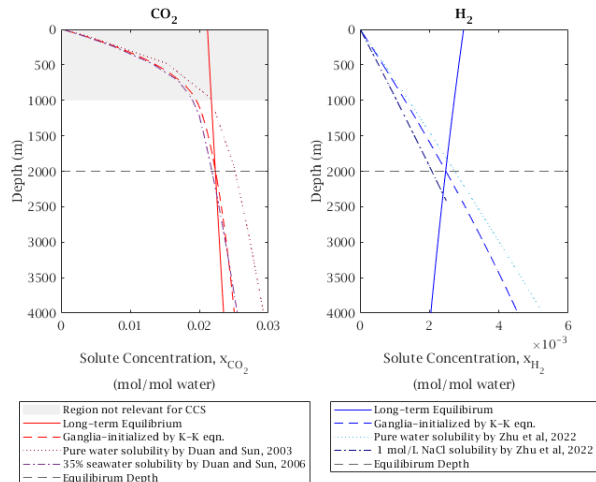 CO2
0
500
1000
1500
2000
2500
3000
3500
4000
Depth (m)
0
0.01
0.02
0.03
Solute Concentration, xCO2
(mol/mol water)
Region not relevant for CCS
Long-term Equilibrium
Ganglia-initialized by K-K eqn.
Pure water solubility by Duan and Sun, 2003
35% seawater solubility by Duan and Sun, 2006
Equilibirum Depth
H2
0
500
1000
1500
2000
2500
3000
3500
4000
Depth (m)
0
2
4
6
×10⁻³
Solute Concentration, xH2
(mol/mol water)
Long-term Equilibirum
Ganglia-initialized by K-K eqn.
Pure water solubility by Zhu et al, 2022
1 mol/L NaCl solubility by Zhu et al, 2022
Equilibirum Depth